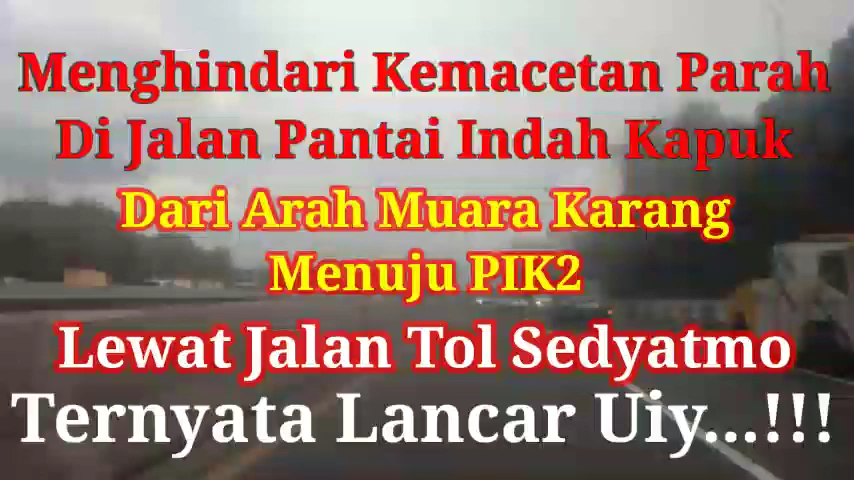 Menghindari Kemacetan Parah
Di Jalan Pantai Indah Kapuk
Dari Arah Muara Karang
Menuju PIK2
Lewat Jalan Tol Sedyatmo
Ternyata Lancar Uiy...!!!